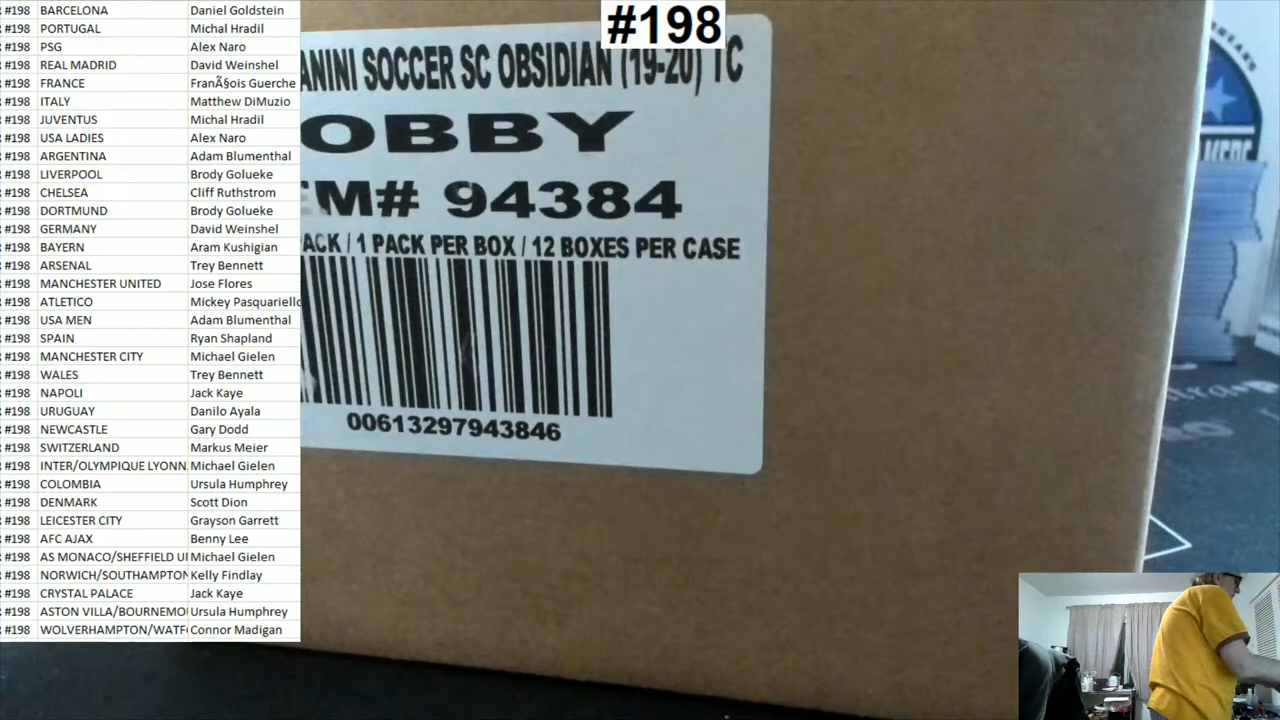 #198 BARCELONA Daniel Goldstein
#198 PORTUGAL Michal Hradil
#198 PSG Alex Naro
#198 REAL MADRID David Weinshel
#198 FRANCE FranÃ§ois Guerche
#198 ITALY Matthew DiMuzio
#198 JUVENTUS Michal Hradil
#198 USA LADIES Alex Naro
#198 ARGENTINA Adam Blumenthal
#198 LIVERPOOL Brody Golueke
#198 CHELSEA Cliff Ruthstrom
#198 DORTMUND Brody Golueke
#198 GERMANY David Weinshel
#198 BAYERN Aram Kushigian
#198 ARSENAL Trey Bennett
#198 MANCHESTER UNITED Jose Flores
#198 ATLETICO Mickey Pasquariello
#198 USA MEN Adam Blumenthal
#198 SPAIN Ryan Shapland
#198 MANCHESTER CITY Michael Gielen
#198 WALES Trey Bennett
#198 NAPOLI Jack Kaye
#198 URUGUAY Danilo Ayala
#198 NEWCASTLE Gary Dodd
#198 SWITZERLAND Markus Meier
#198 INTER/OLYMPIQUE LYONN Michael Gielen
#198 COLOMBIA Ursula Humphrey
#198 DENMARK Scott Dion
#198 LEICESTER CITY Grayson Garrett
#198 AFC AJAX Benny Lee
#198 AS MONACO/SHEFFIELD UI Michael Gielen
#198 NORWICH/SOUTHAMPTON Kelly Findlay
#198 CRYSTAL PALACE Jack Kaye
#198 ASTON VILLA/BOURNEMO Ursula Humphrey
#198 WOLVERHAMPTON/WATF Connor Madigan
#198
ANINI SOCCER SC OBSIDIAN (19-20) TC
OBBY
EM# 94384
ACK / 1 PACK PER BOX / 12 BOXES PER CASE
00613297943846